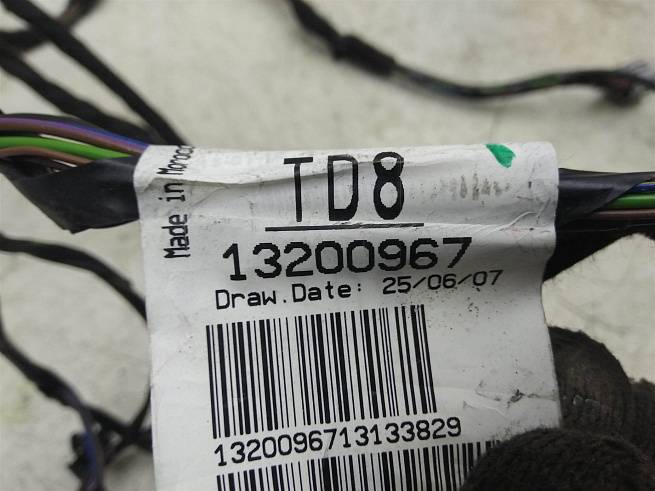 Made in Morocco
TD8
13200967
Draw.Date: 25/06/07
1320096713133829